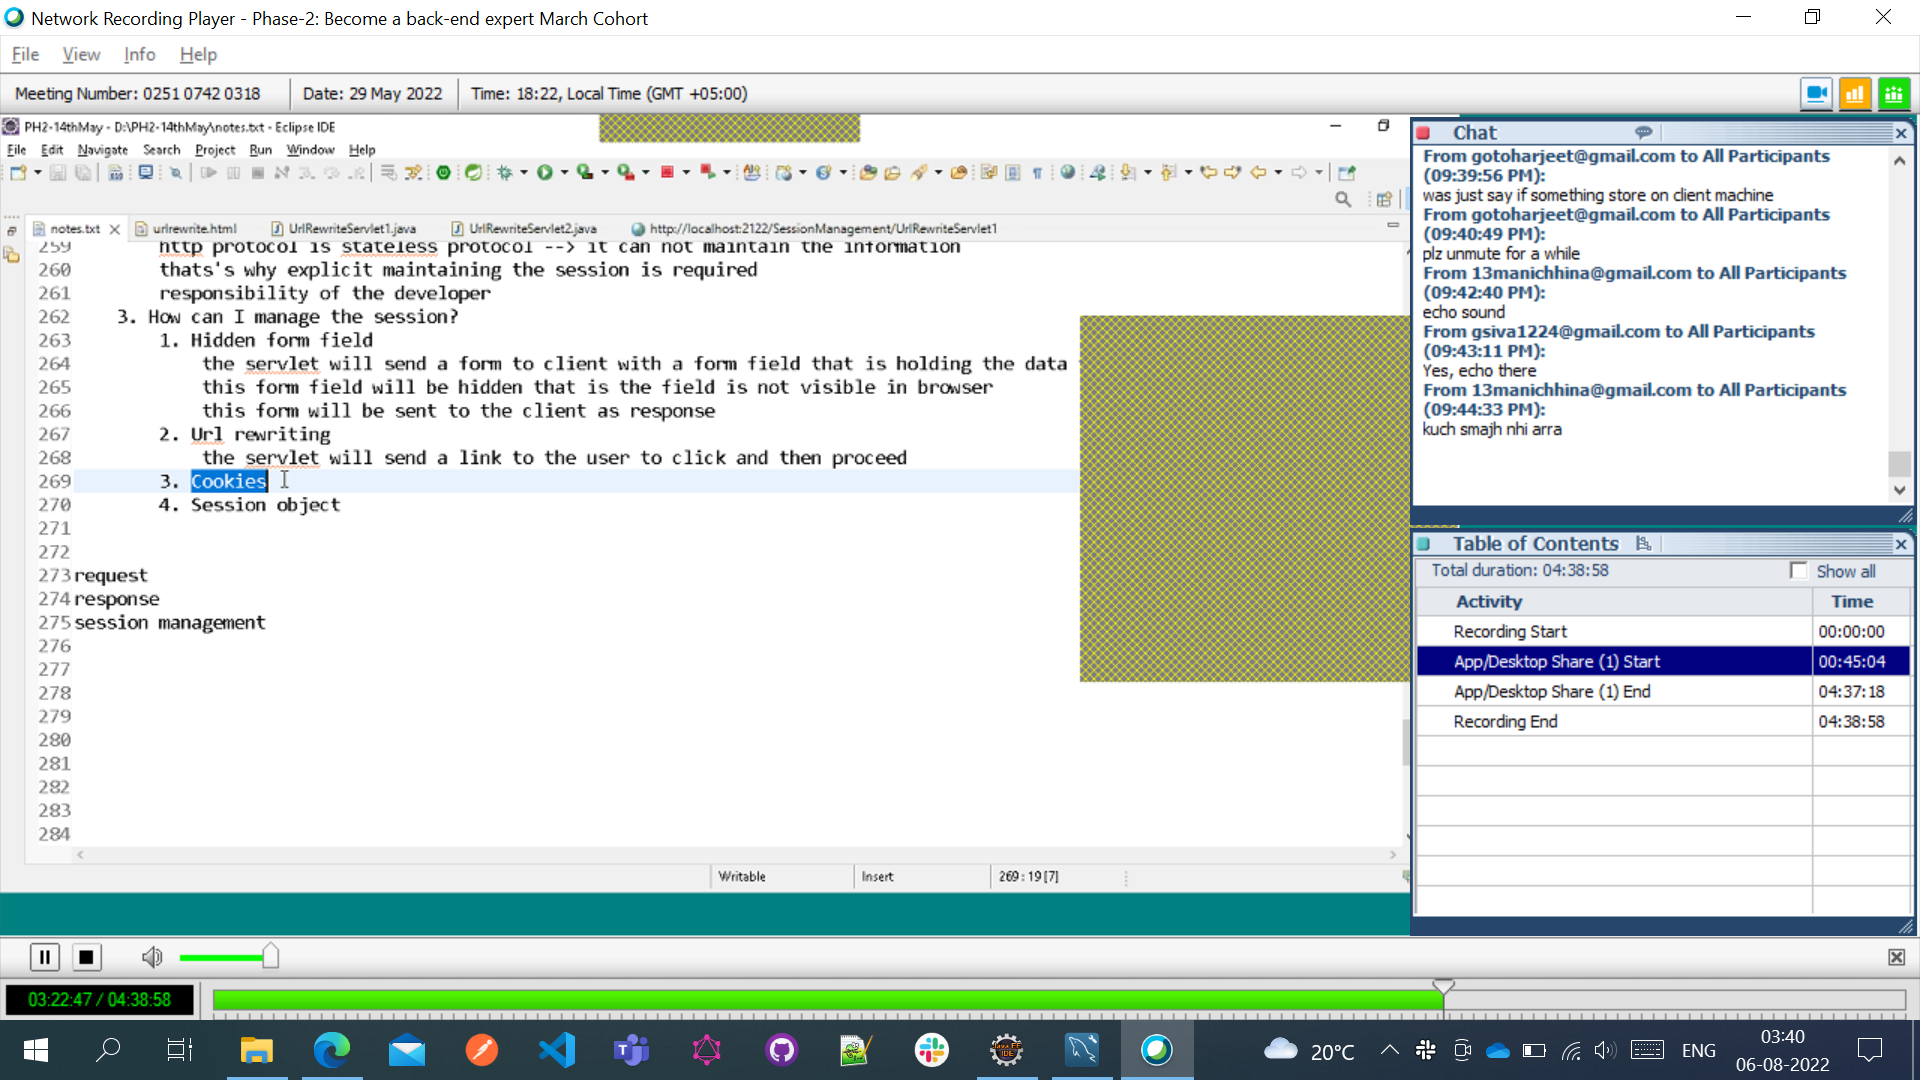 Network Recording Player - Phase-2: Become a back-end expert March Cohort
File View Info Help
Meeting Number: 0251 0742 0318 Date: 29 May 2022 Time: 18:22, Local Time (GMT +05:00)
PH2-14thMay - D:\PH2-14thMay\notes.txt - Eclipse IDE
File Edit Navigate Search Project Run Window Help
notes.txt urlrewrite.html UrlRewriteServlet1.java UrlRewriteServlet2.java http://localhost:2122/SessionManagement/UrlRewriteServlet1
259 http protocol is stateless protocol --> it can not maintain the information
260 thats's why explicit maintaining the session is required
261 responsibility of the developer
262 3. How can I manage the session?
263 1. Hidden form field
264 the servlet will send a form to client with a form field that is holding the data
265 this form field will be hidden that is the field is not visible in browser
266 this form will be sent to the client as response
267 2. Url rewriting
268 the servlet will send a link to the user to click and then proceed
269 3. Cookies
270 4. Session object
271
272
273 request
274 response
275 session management
276
277
278
279
280
281
282
283
284
Writable Insert 269 : 19 [7]
Chat
From gotoharjeet@gmail.com to All Participants
(09:39:56 PM):
was just say if something store on client machine
From gotoharjeet@gmail.com to All Participants
(09:40:49 PM):
plz unmute for a while
From 13manichhina@gmail.com to All Participants
(09:42:40 PM):
echo sound
From gsiva1224@gmail.com to All Participants
(09:43:11 PM):
Yes, echo there
From 13manichhina@gmail.com to All Participants
(09:44:33 PM):
kuch smajh nhi arra
Table of Contents
Total duration: 04:38:58 Show all
Activity Time
Recording Start 00:00:00
App/Desktop Share (1) Start 00:45:04
App/Desktop Share (1) End 04:37:18
Recording End 04:38:58
03:22:47 / 04:38:58
20°C ENG 03:40
06-08-2022